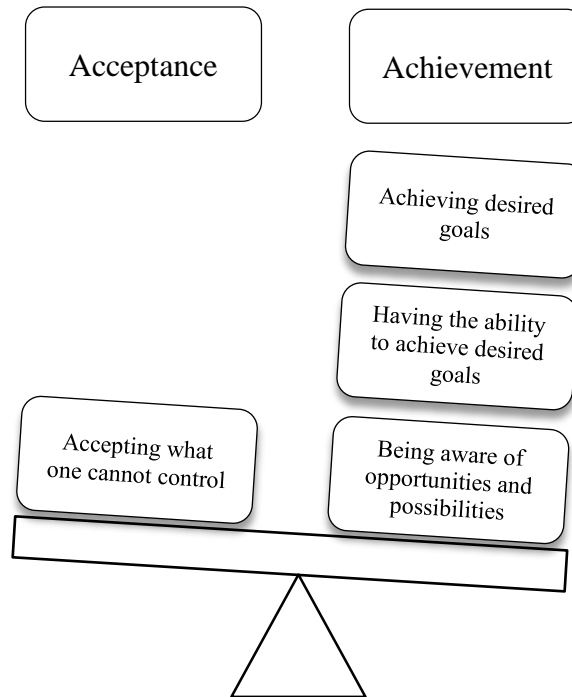 Acceptance
Achievement
Achieving desired
goals
Having the ability
to achieve desired
goals
Accepting what
one cannot control
Being aware of
opportunities and
possibilities